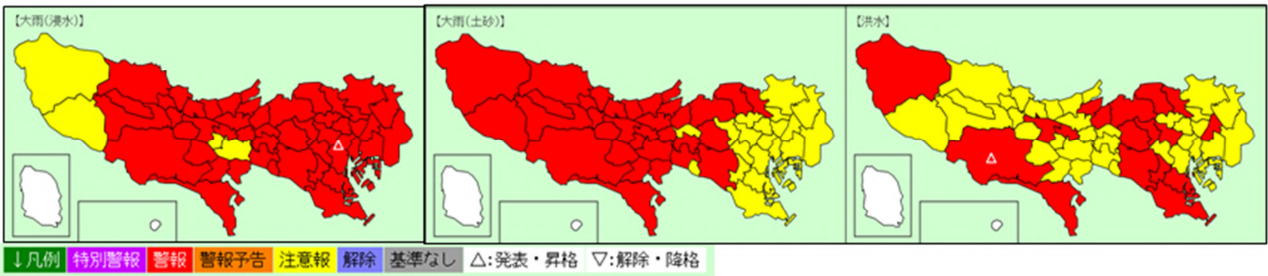 【大雨(浸水)】
【大雨(土砂)】
【洪水】
↓凡例 特別警報 警報 警報予告 注意報 解除 基準なし △:発表・昇格 ▽:解除・降格